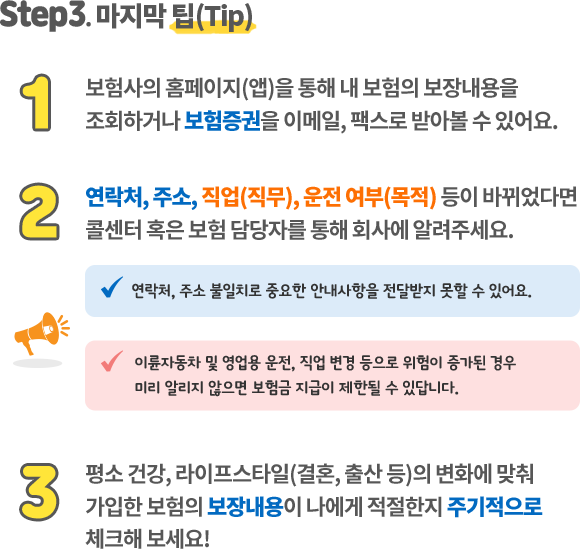 Step3. 마지막 팁(Tip)
1
보험사의 홈페이지(앱)을 통해 내 보험의 보장내용을
조회하거나 보험증권을 이메일, 팩스로 받아볼 수 있어요.
2
연락처, 주소, 직업(직무), 운전 여부(목적) 등이 바뀌었다면
콜센터 혹은 보험 담당자를 통해 회사에 알려주세요.
연락처, 주소 불일치로 중요한 안내사항을 전달받지 못할 수 있어요.
이륜자동차 및 영업용 운전, 직업 변경 등으로 위험이 증가된 경우
미리 알리지 않으면 보험금 지급이 제한될 수 있답니다.
3
평소 건강, 라이프스타일(결혼, 출산 등)의 변화에 맞춰
가입한 보험의 보장내용이 나에게 적절한지 주기적으로
체크해 보세요!